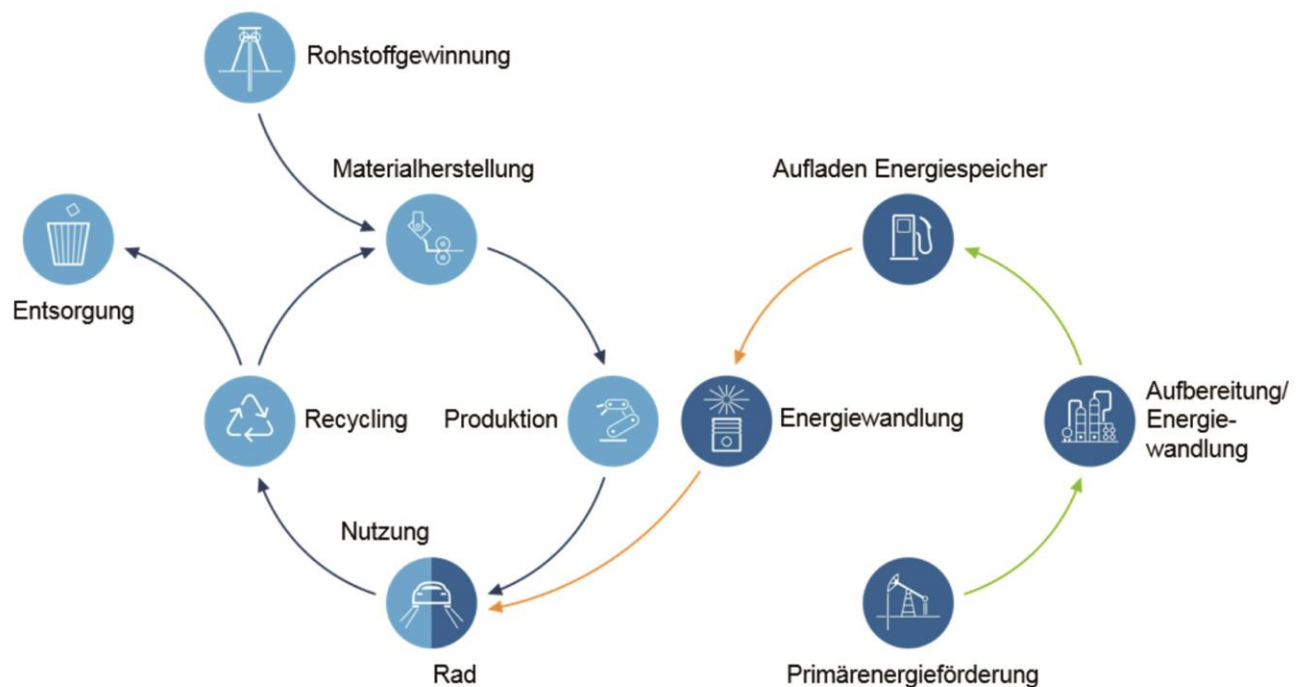 Rohstoffgewinnung
Materialherstellung
Aufladen Energiespeicher
Entsorgung
Recycling
Produktion
Energiewandlung
Aufbereitung/
Energie-
wandlung
Nutzung
Rad
Primärenergieförderung